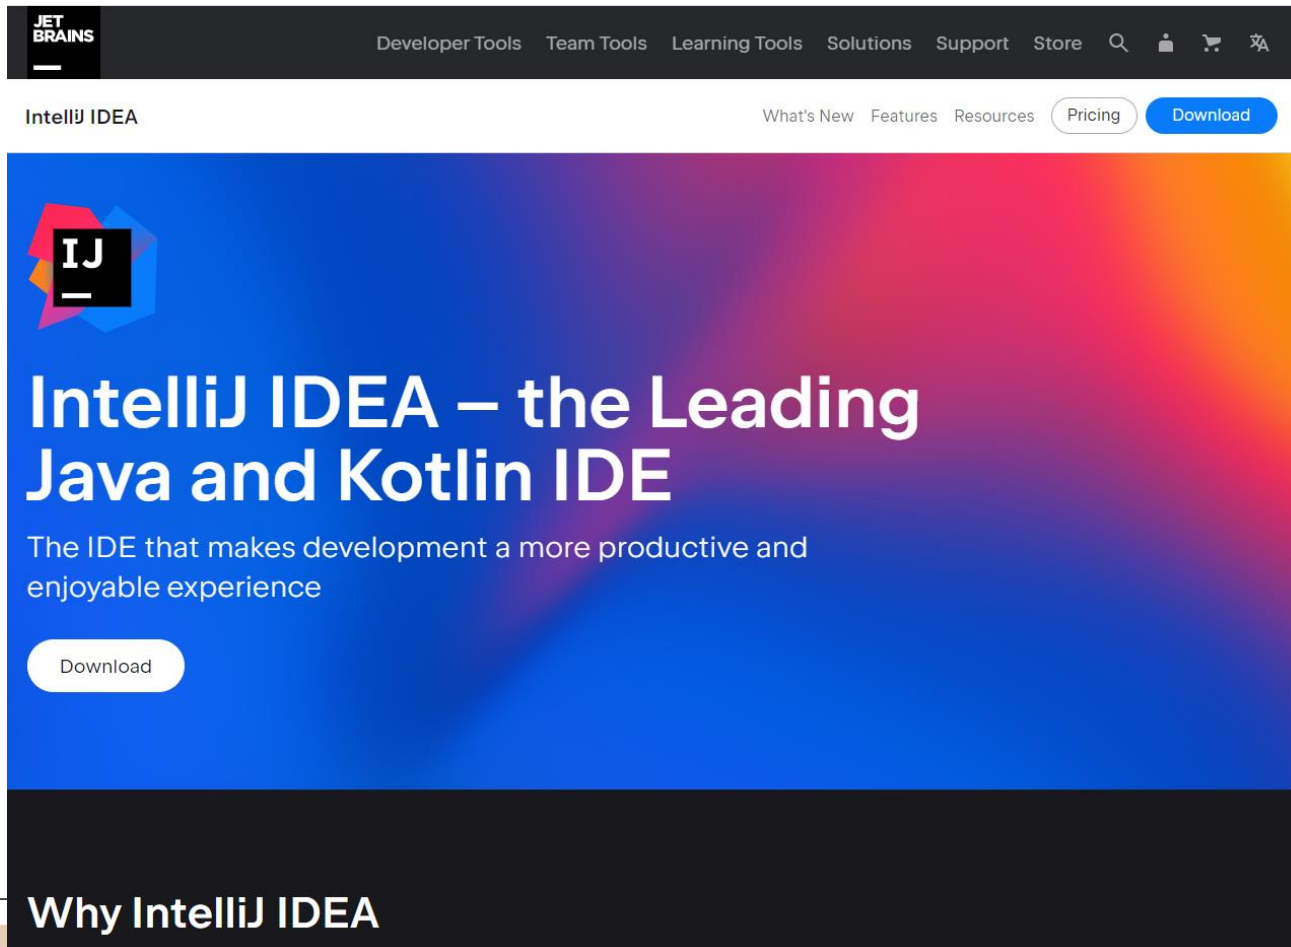 JET
BRAINS
Developer Tools Team Tools Learning Tools Solutions Support Store
IntelliJ IDEA
What's New Features Resources Pricing Download
IJ
IntelliJ IDEA – the Leading
Java and Kotlin IDE
The IDE that makes development a more productive and
enjoyable experience
Download
Why IntelliJ IDEA